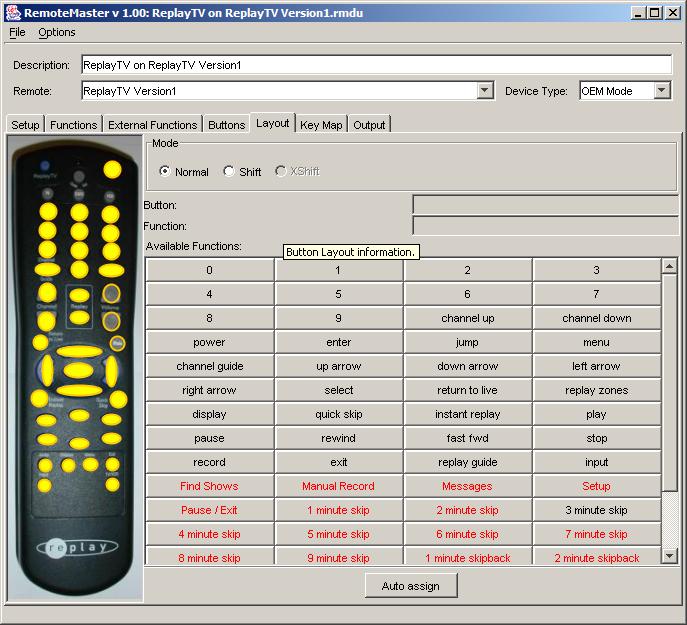 RemoteMaster v 1.00: ReplayTV on ReplayTV Version1.rmdu
File Options
Description: ReplayTV on ReplayTV Version1
Remote: ReplayTV Version1 Device Type: OEM Mode
Setup Functions External Functions Buttons Layout Key Map Output
Mode
Normal Shift XShift
Button:
Function:
Available Functions:
Button Layout information.
0 1 2 3
4 5 6 7
8 9 channel up channel down
power enter jump menu
channel guide up arrow down arrow left arrow
right arrow select return to live replay zones
display quick skip instant replay play
pause rewind fast fwd stop
record exit replay guide input
Find Shows Manual Record Messages Setup
Pause / Exit 1 minute skip 2 minute skip 3 minute skip
4 minute skip 5 minute skip 6 minute skip 7 minute skip
8 minute skip 9 minute skip 1 minute skipback 2 minute skipback
Auto assign
ReplayTV
Replay
Volume
replay